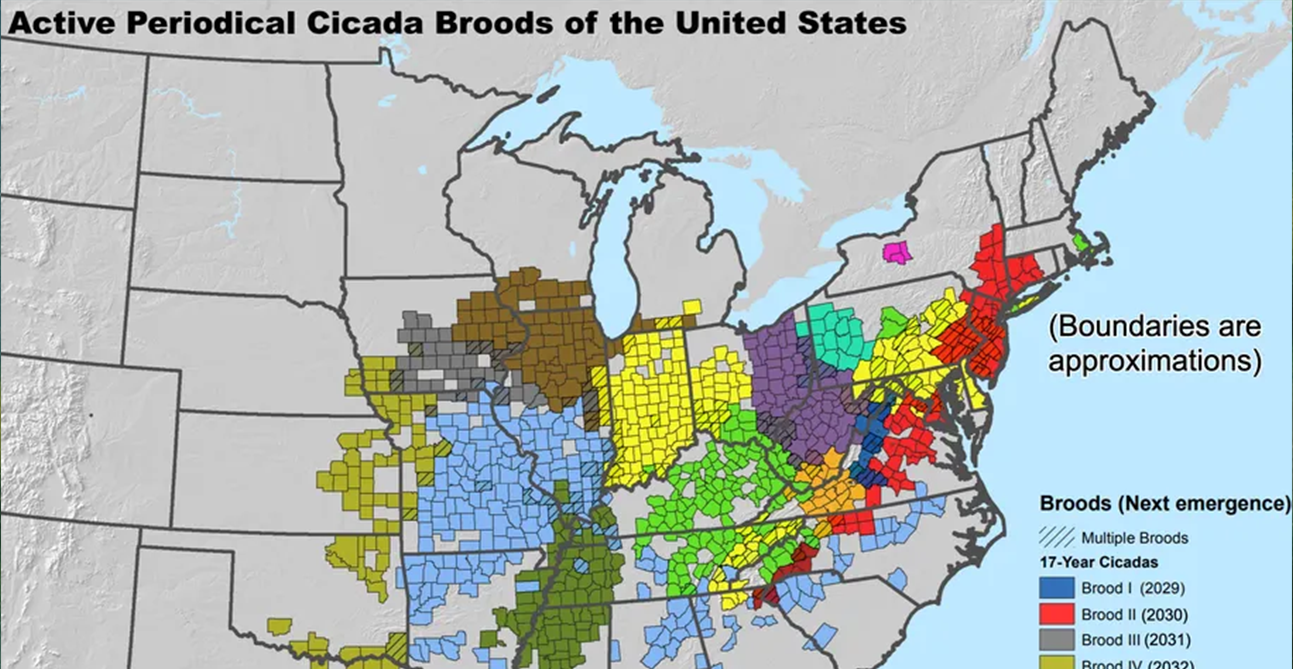 Active Periodical Cicada Broods of the United States
(Boundaries are
approximations)
Broods (Next emergence)
Multiple Broods
17-Year Cicadas
Brood I (2029)
Brood II (2030)
Brood III (2031)
Brood IV (2032)